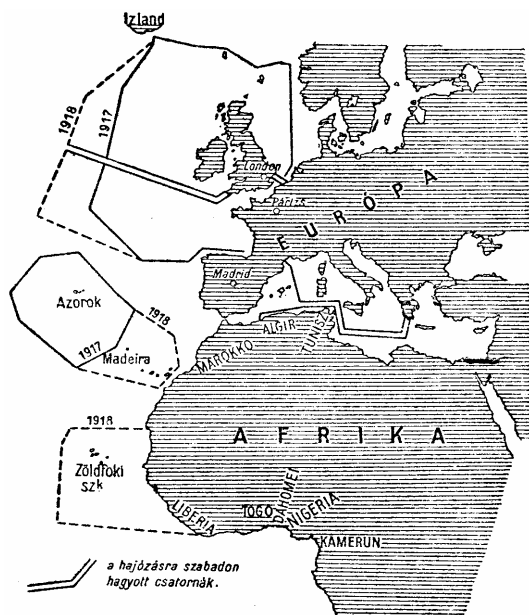 Izland
1918
1917
London
Párizs
EURÓPA
Madrid
Azorok
1918
1917
Madeira
MAROKKO
ALGIR
TUNISZ
1918
AFRIKA
Zöldfoki
szk
LIBERIA
TOGO
DAHOMEI
NIGERIA
KAMERUN
a hajózásra szabadon
hagyott csatornák.